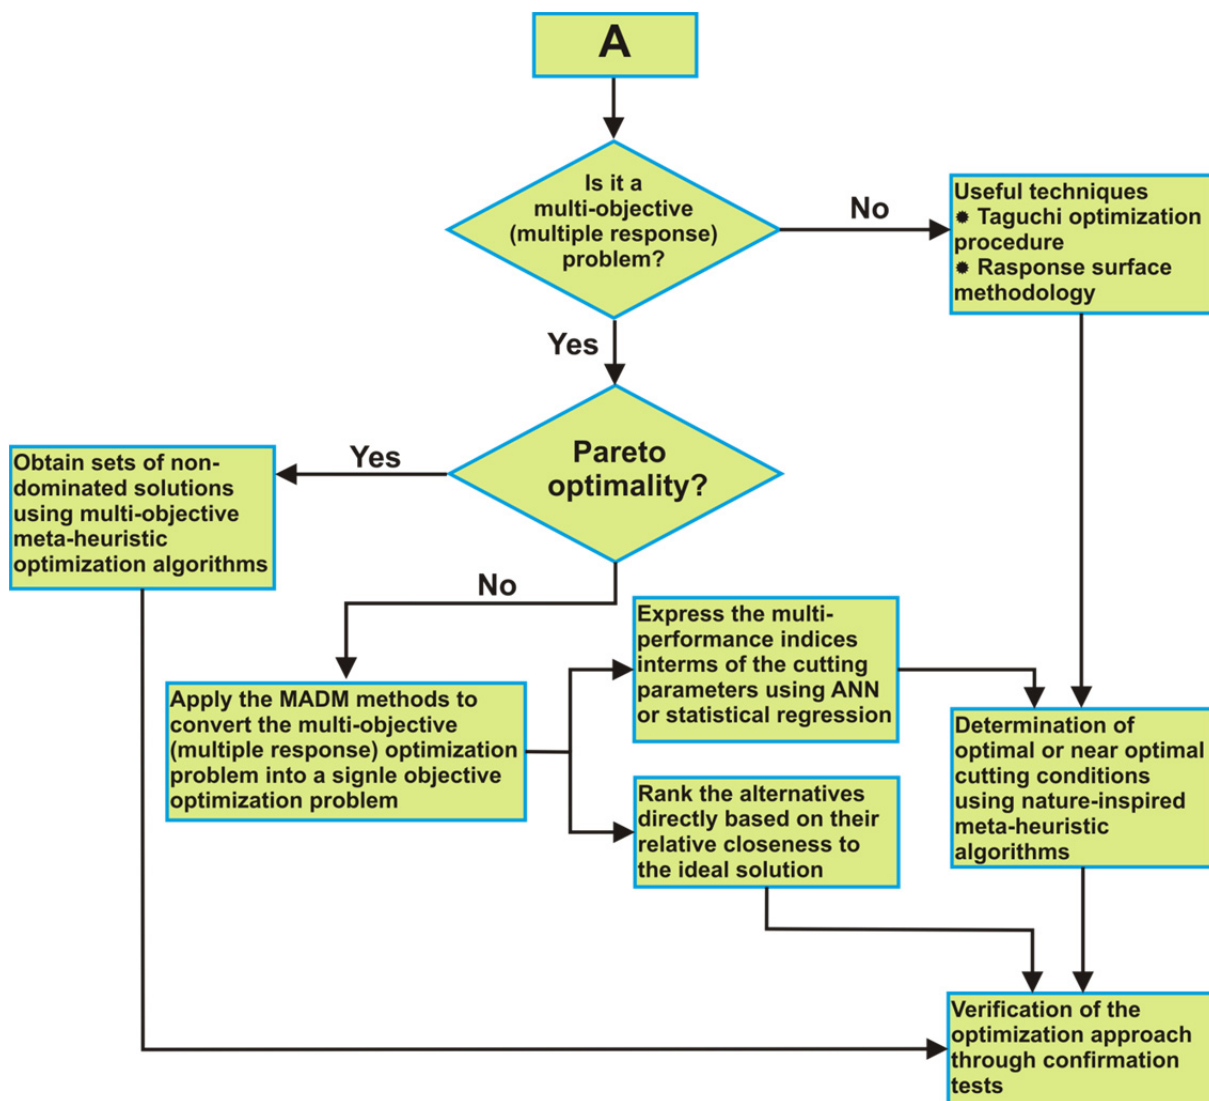 A
Is it a
multi-objective
(multiple response)
problem?
No
Useful techniques
✹ Taguchi optimization
procedure
✹ Rasponse surface
methodology
Yes
Pareto
optimality?
Yes
Obtain sets of non-
dominated solutions
using multi-objective
meta-heuristic
optimization algorithms
No
Apply the MADM methods to
convert the multi-objective
(multiple response) optimization
problem into a signle objective
optimization problem
Express the multi-
performance indices
interms of the cutting
parameters using ANN
or statistical regression
Rank the alternatives
directly based on their
relative closeness to
the ideal solution
Determination of
optimal or near optimal
cutting conditions
using nature-inspired
meta-heuristic
algorithms
Verification of the
optimization approach
through confirmation
tests